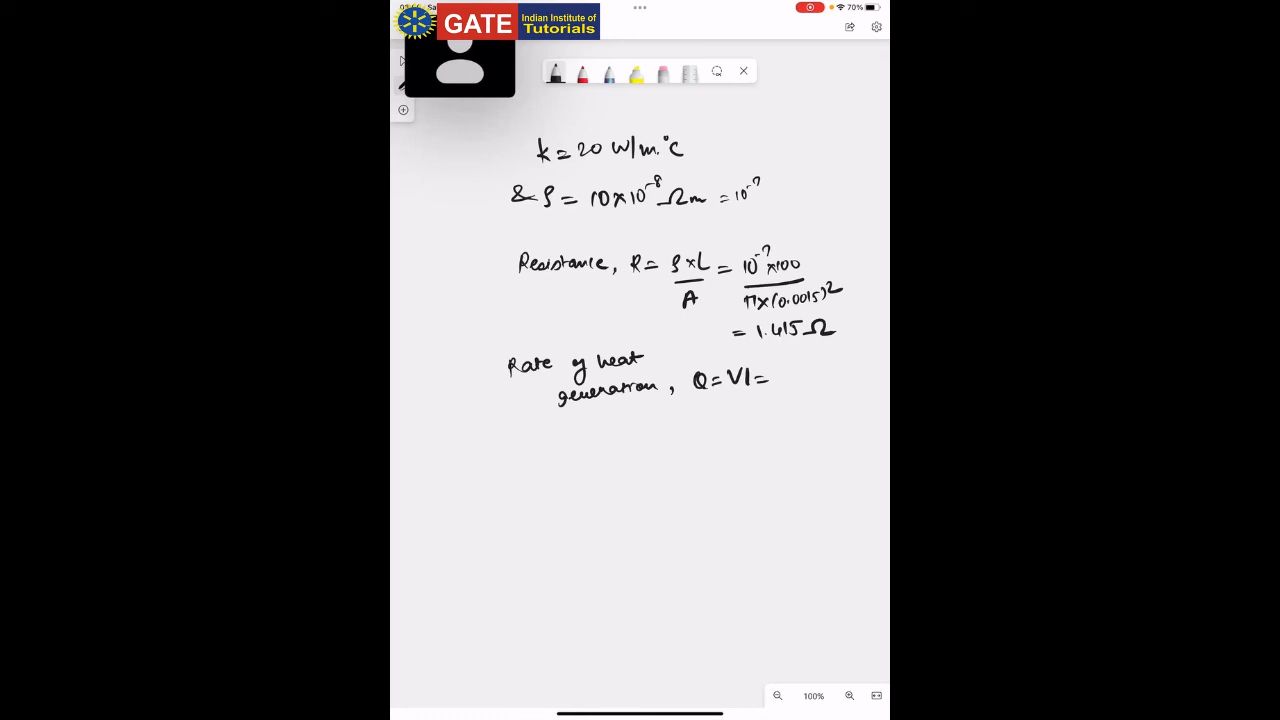 GATE
Indian Institute of
Tutorials
70%
k = 20 W/m.°C
& ρ = 10×10⁻⁸ Ωm = 10⁻⁷
Resistance, R = ρ×L/A = 10⁻⁷×100/π×(0.0015)²
= 1.415 Ω
Rate of heat
generation, Q = VI =
100%